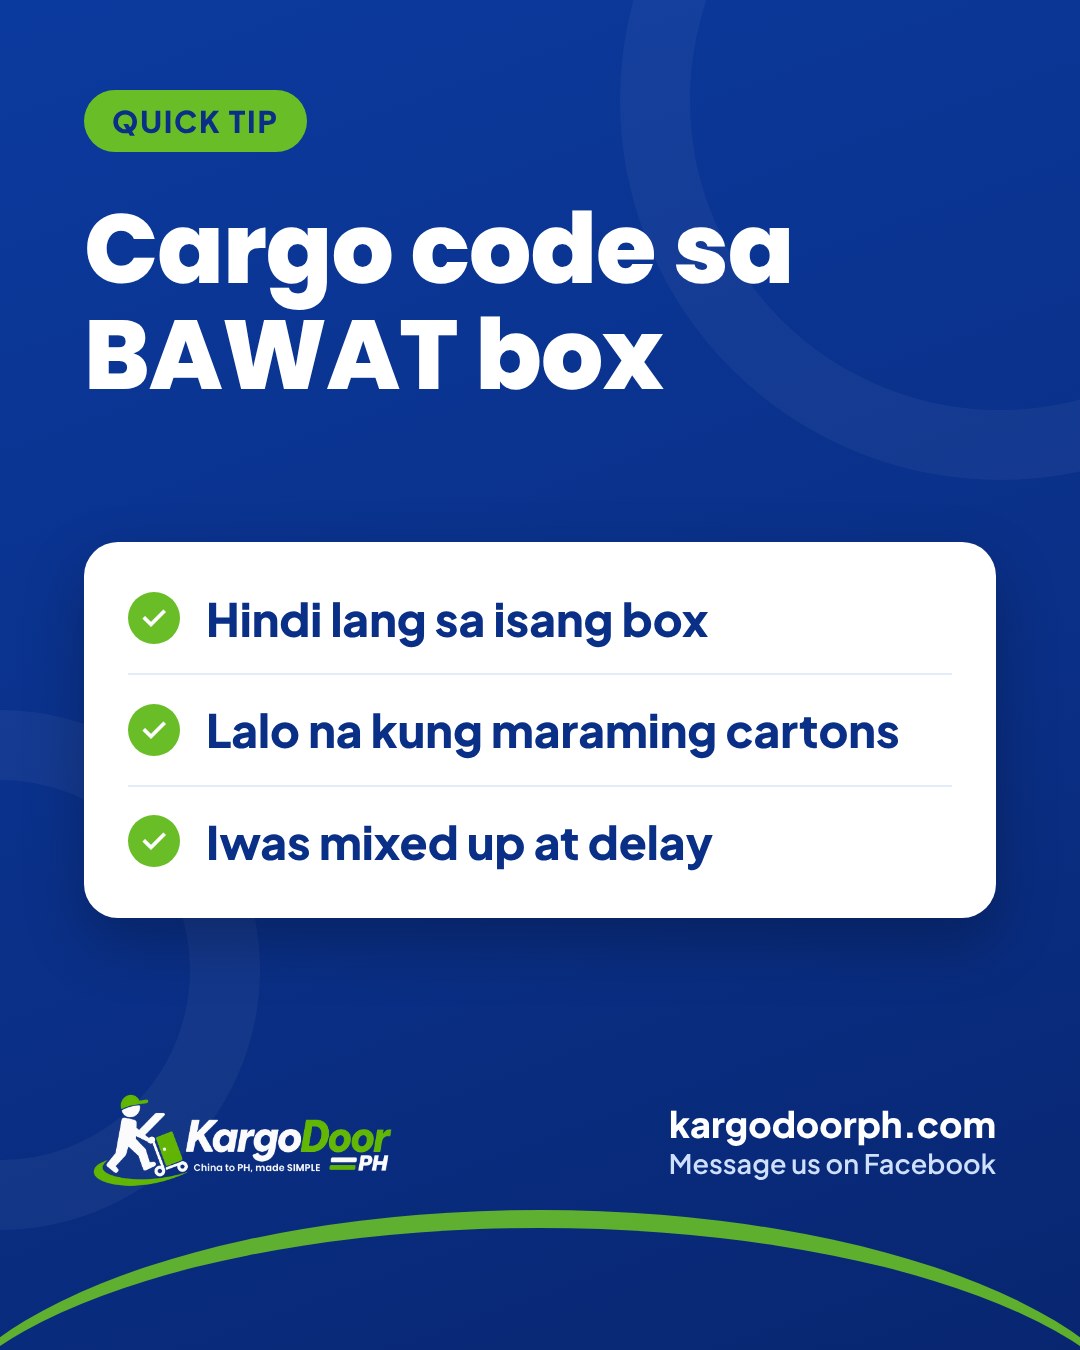 QUICK TIP
Cargo code sa
BAWAT box
Hindi lang sa isang box
Lalo na kung maraming cartons
Iwas mixed up at delay
KargoDoor
China to PH, made SIMPLE
PH
kargodoorph.com
Message us on Facebook